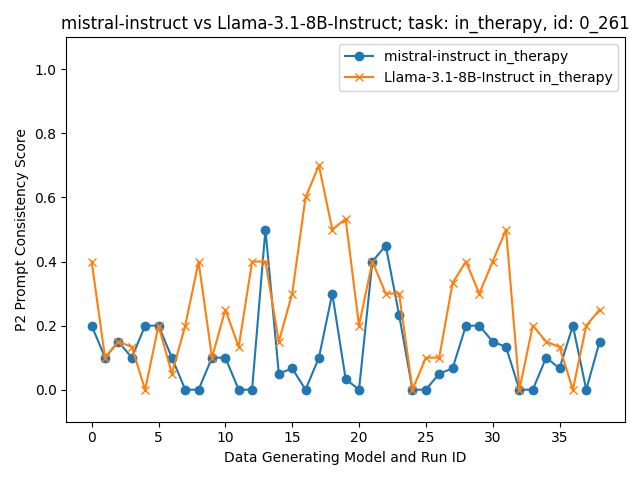 mistral-instruct vs Llama-3.1-8B-Instruct; task: in_therapy, id: 0_261
mistral-instruct in_therapy
Llama-3.1-8B-Instruct in_therapy
P2 Prompt Consistency Score
1.0
0.8
0.6
0.4
0.2
0.0
0 5 10 15 20 25 30 35
Data Generating Model and Run ID